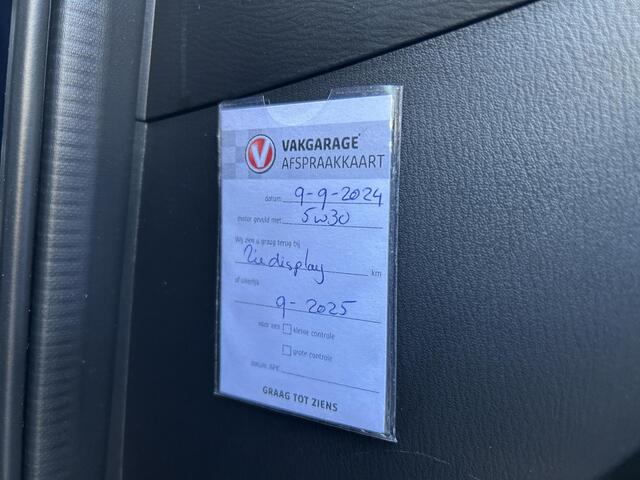 VAKGARAGE
AFSPRAAKKAART
datum 9-9-2024
motor gevuld met 5w30
Wij zien u graag terug bij
Zie display km
of uiterlijk
9-2025
voor een kleine controle
grote controle
datum APK
GRAAG TOT ZIENS